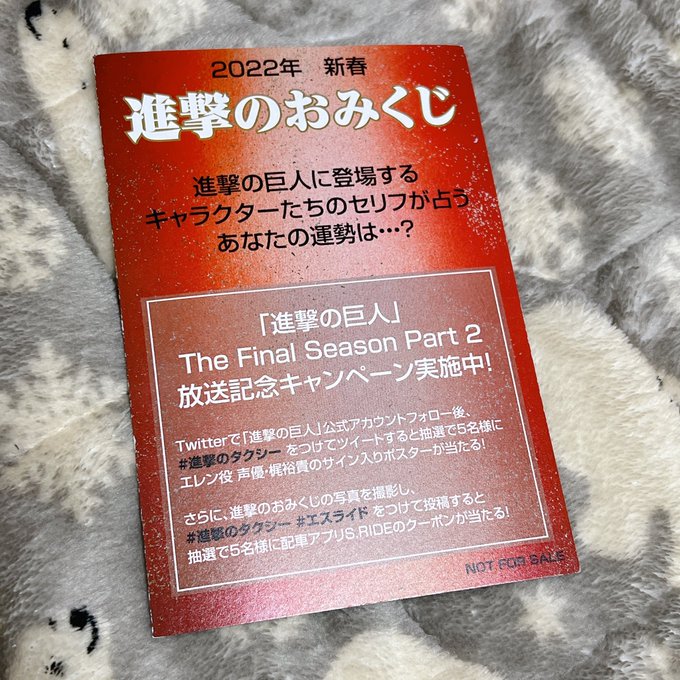 2022年 新春
進撃のおみくじ
進撃の巨人に登場する
キャラクターたちのセリフが占う
あなたの運勢は…?
「進撃の巨人」
The Final Season Part 2
放送記念キャンペーン実施中!
Twitterで「進撃の巨人」公式アカウントフォロー後、
#進撃のタクシー をつけてツイートすると抽選で5名様に
エレン役 声優・梶裕貴のサイン入りポスターが当たる!
さらに、進撃のおみくじの写真を撮影し、
#進撃のタクシー #エスライド をつけて投稿すると
抽選で5名様に配車アプリS.RIDEのクーポンが当たる!
NOT FOR SALE